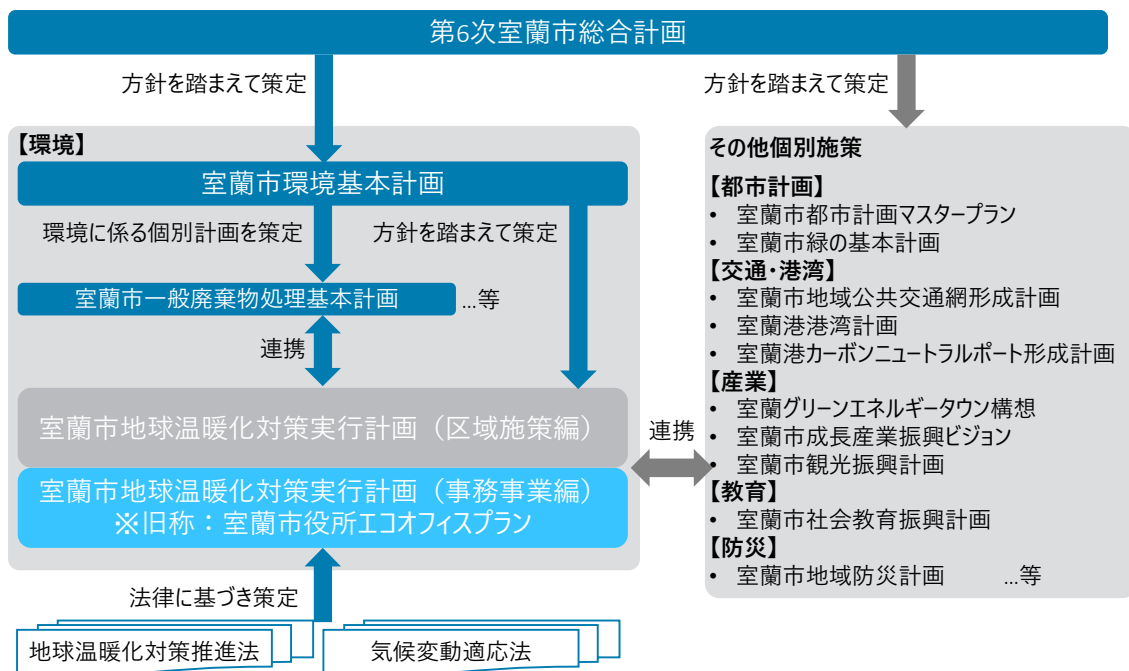 第6次室蘭市総合計画
方針を踏まえて策定
方針を踏まえて策定
【環境】
室蘭市環境基本計画
環境に係る個別計画を策定
方針を踏まえて策定
室蘭市一般廃棄物処理基本計画
…等
連携
室蘭市地球温暖化対策実行計画（区域施策編）
室蘭市地球温暖化対策実行計画（事務事業編）
※旧称：室蘭市役所エコオフィスプラン
法律に基づき策定
地球温暖化対策推進法
気候変動適応法
連携
その他個別施策
【都市計画】
• 室蘭市都市計画マスタープラン
• 室蘭市緑の基本計画
【交通・港湾】
• 室蘭市地域公共交通網形成計画
• 室蘭港港湾計画
• 室蘭港カーボンニュートラルポート形成計画
【産業】
• 室蘭グリーンエネルギータウン構想
• 室蘭市成長産業振興ビジョン
• 室蘭市観光振興計画
【教育】
• 室蘭市社会教育振興計画
【防災】
• 室蘭市地域防災計画 …等